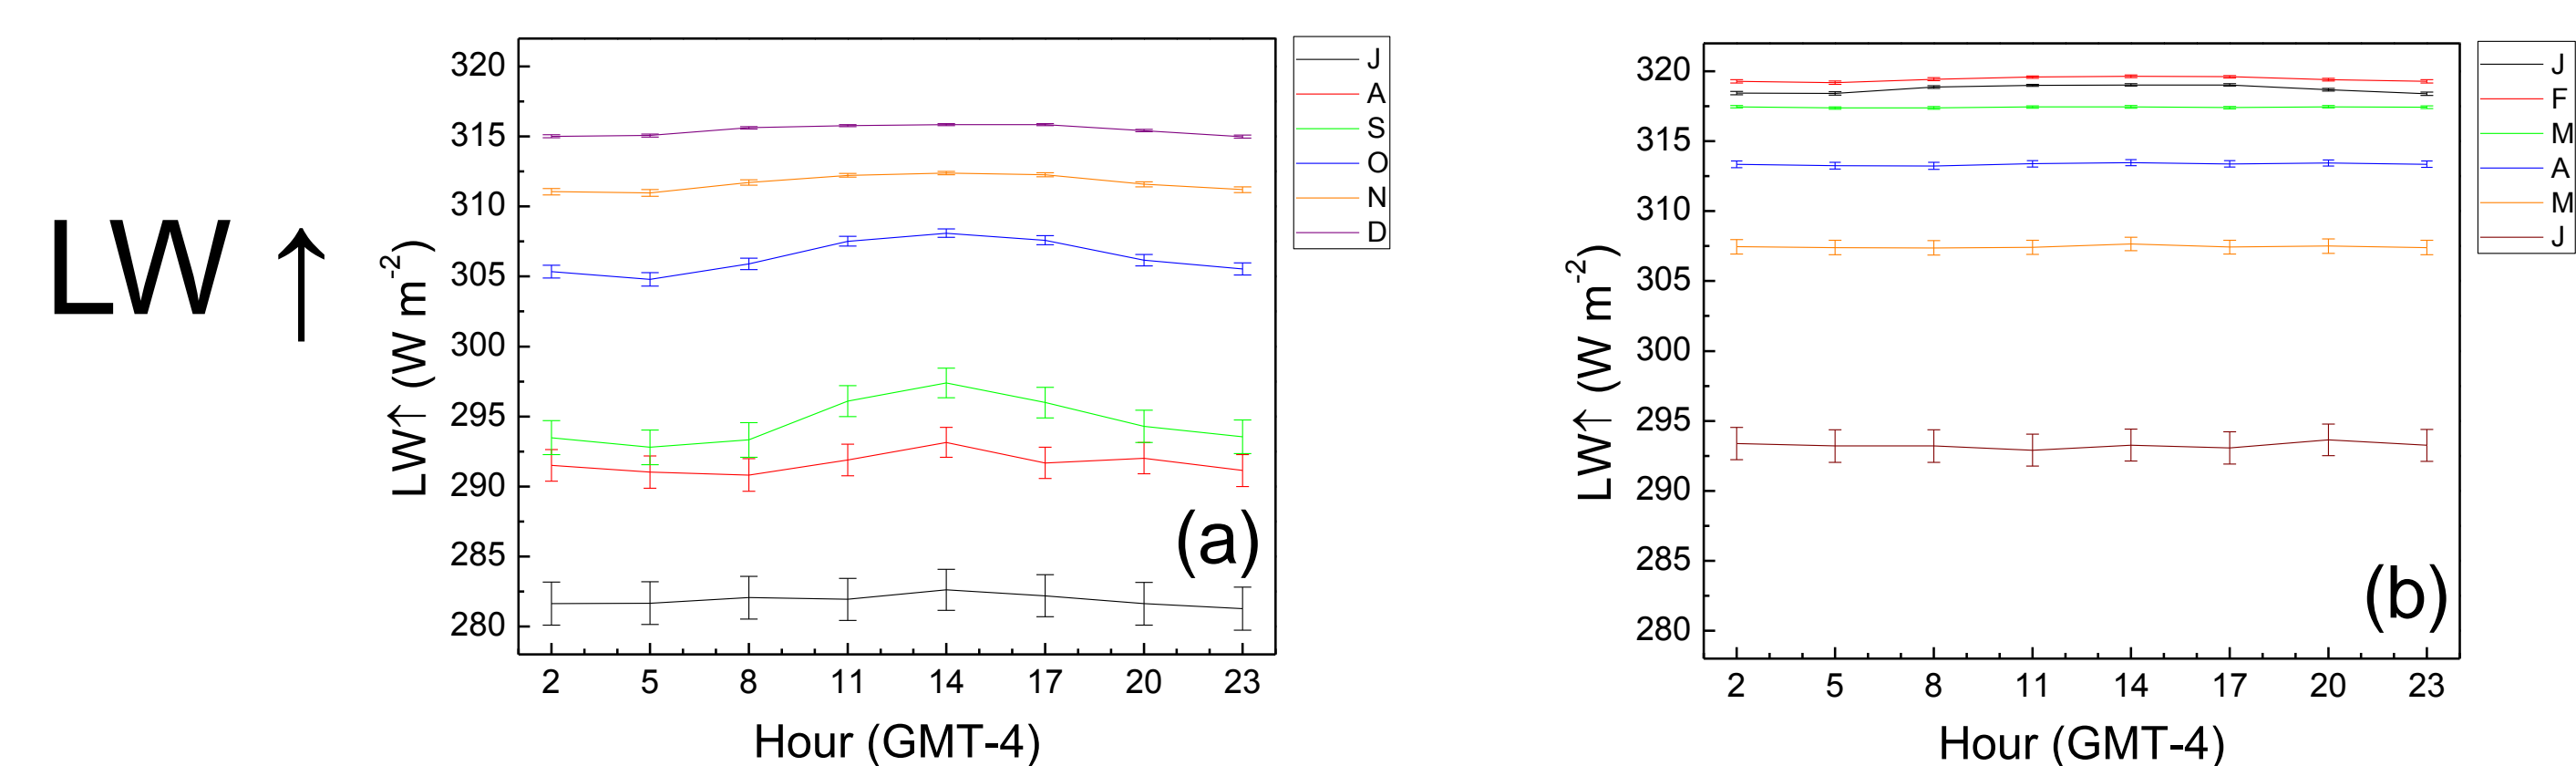 LW ↑
LW↑ (W m-2)
320
315
310
305
300
295
290
285
280
2 5 8 11 14 17 20 23
Hour (GMT-4)
(a)
J
A
S
O
N
D
LW↑ (W m-2)
320
315
310
305
300
295
290
285
280
2 5 8 11 14 17 20 23
Hour (GMT-4)
(b)
J
F
M
A
M
J